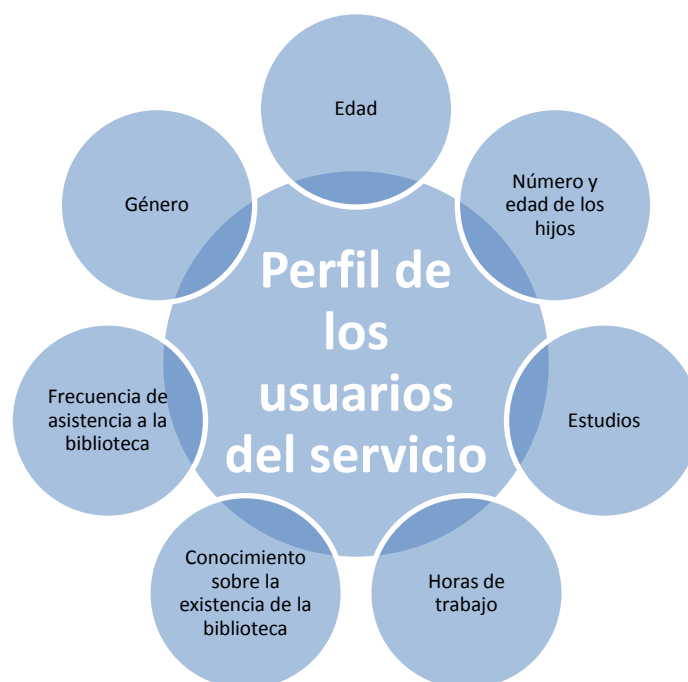 Edad
Número y
edad de los
hijos
Estudios
Horas de
trabajo
Conocimiento
sobre la
existencia de la
biblioteca
Frecuencia de
asistencia a la
biblioteca
Género
Perfil de
los
usuarios
del servicio